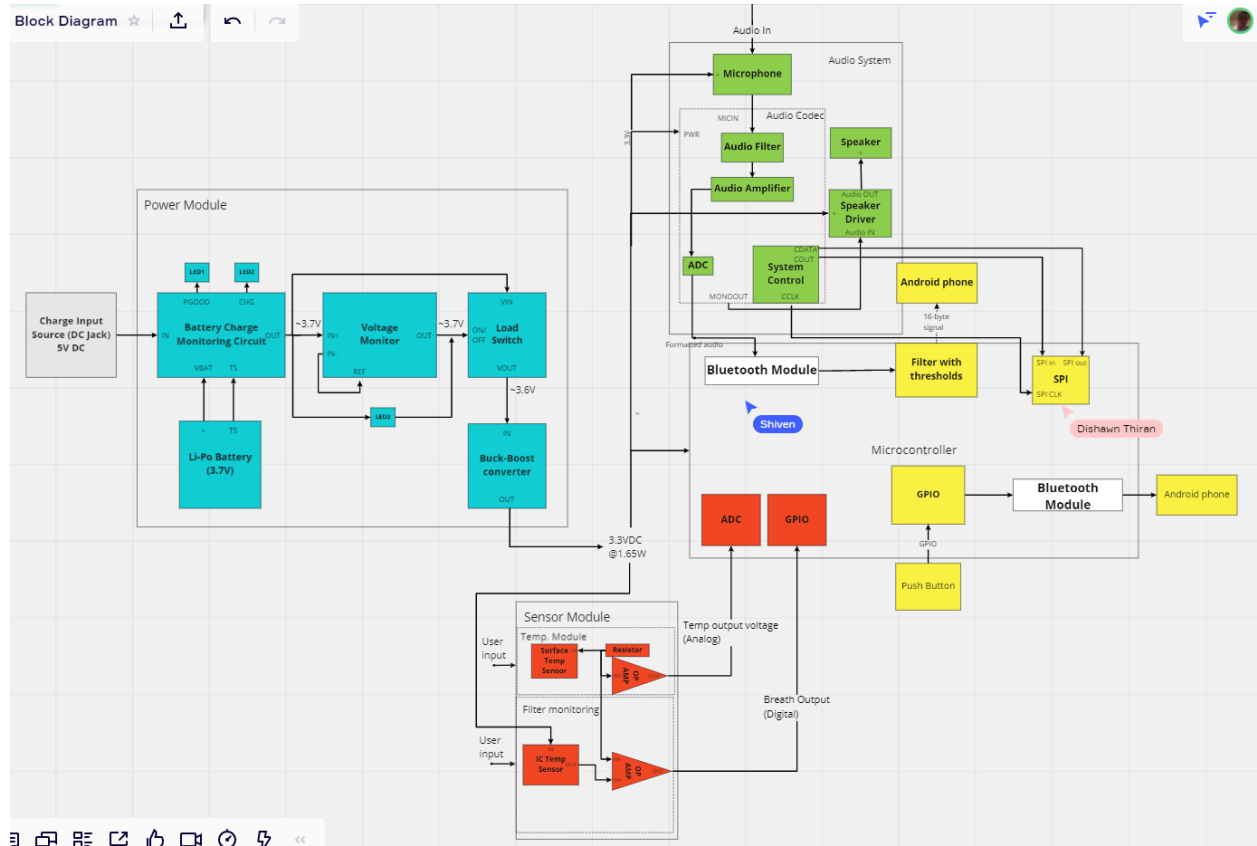 Block Diagram
Audio In
Audio System
Microphone
+
3.3V
MICIN
Audio Codec
PWR
Audio Filter
Audio Amplifier
Speaker
+
Audio OUT
Speaker
Driver
Audio IN
+
ADC
System
Control
CDATA
COUT
CCLK
MONOOUT
Formatted audio
Android phone
16-byte
signal
Filter with
thresholds
Bluetooth Module
SPI in
SPI out
SPI
SPI CLK
Shiven
Dishawn Thiran
Power Module
Charge Input
Source (DC Jack)
5V DC
LED1
LED2
PGOOD
CHG
IN
Battery Charge
Monitoring Circuit
OUT
VBAT
TS
+
TS
Li-Po Battery
(3.7V)
~3.7V
IN+
Voltage
Monitor
OUT
IN-
REF
LED3
~3.7V
VIN
ON/
OFF
Load
Switch
VOUT
~3.6V
IN
Buck-Boost
converter
OUT
3.3VDC
@1.65W
Microcontroller
ADC
GPIO
GPIO
Bluetooth
Module
Android phone
GPIO
Push Button
Sensor Module
Temp. Module
User
input
Surface
Temp
Sensor
Resistor
OP
AMP
OUT
Temp output voltage
(Analog)
Filter monitoring
User
input
IN
IC Temp
Sensor
OUT
OP
AMP
OUT
Breath Output
(Digital)